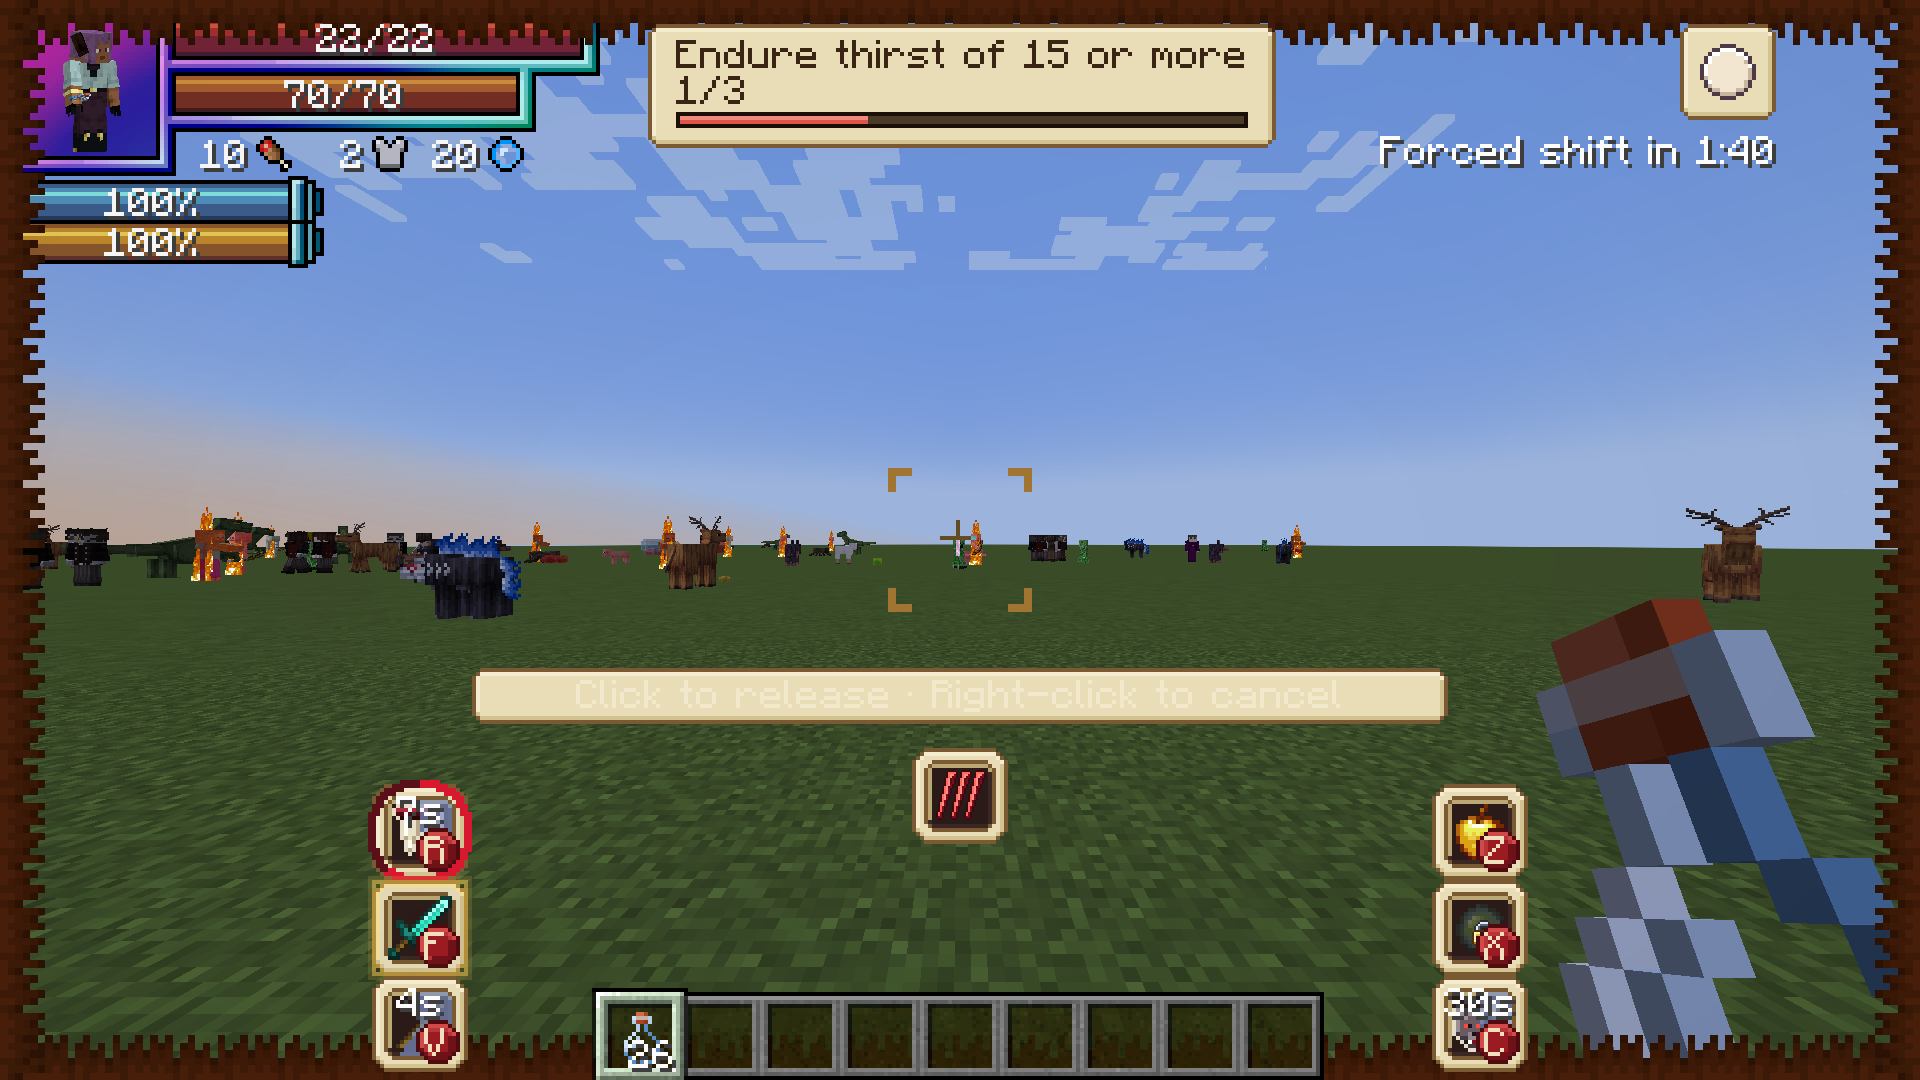 22/22
70/70
10 2 20
100%
100%
Endure thirst of 15 or more
1/3
Forced shift in 1:40
Click to release · Right-click to cancel
R
F
4s
V
Z
X
30s
C
26